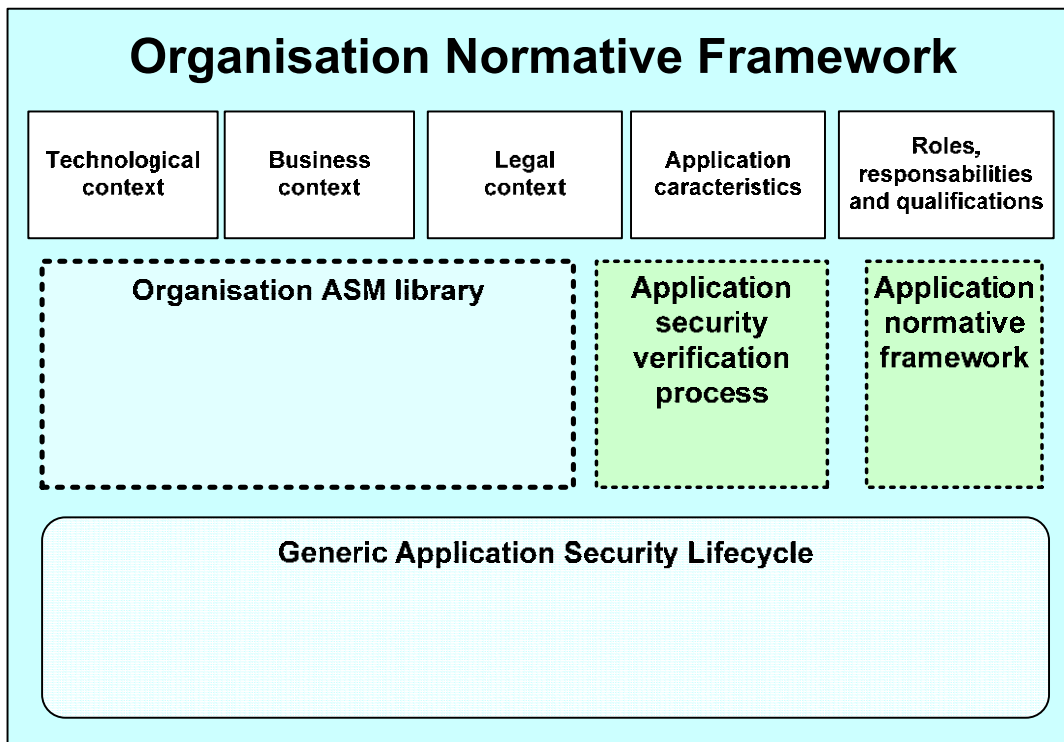 Organisation Normative Framework
Technological
context
Business
context
Legal
context
Application
caracteristics
Roles,
responsabilities
and qualifications
Organisation ASM library
Application
security
verification
process
Application
normative
framework
Generic Application Security Lifecycle